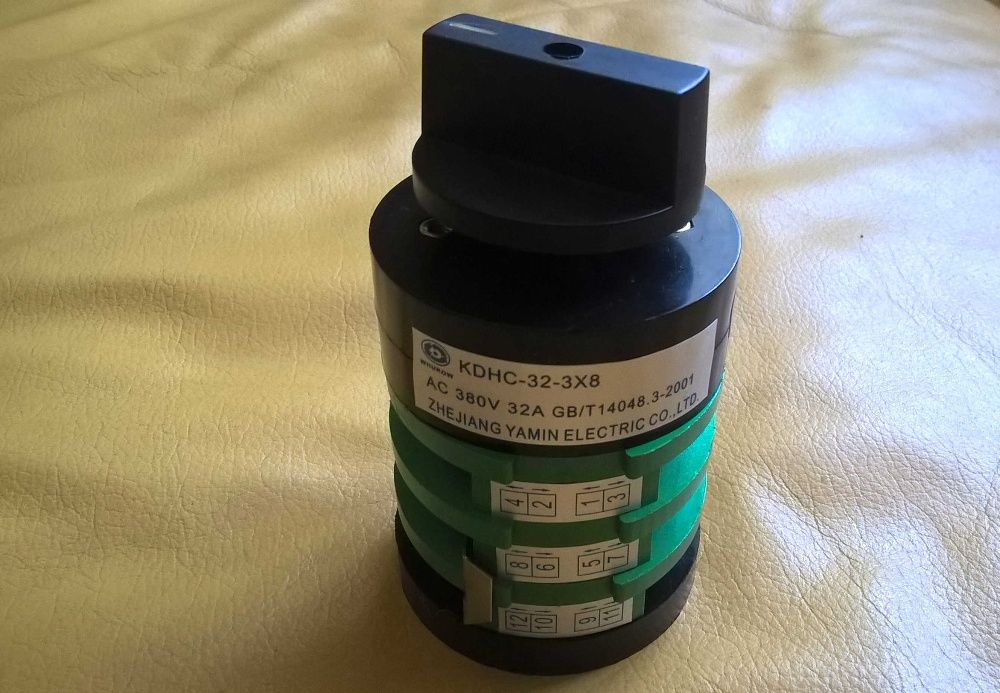 WHUROW
KDHC-32-3X8
AC 380V 32A GB/T14048.3-2001
ZHEJIANG YAMIN ELECTRIC CO.,LTD.
4 2 1 3
8 6 5 7
12 10 9 11